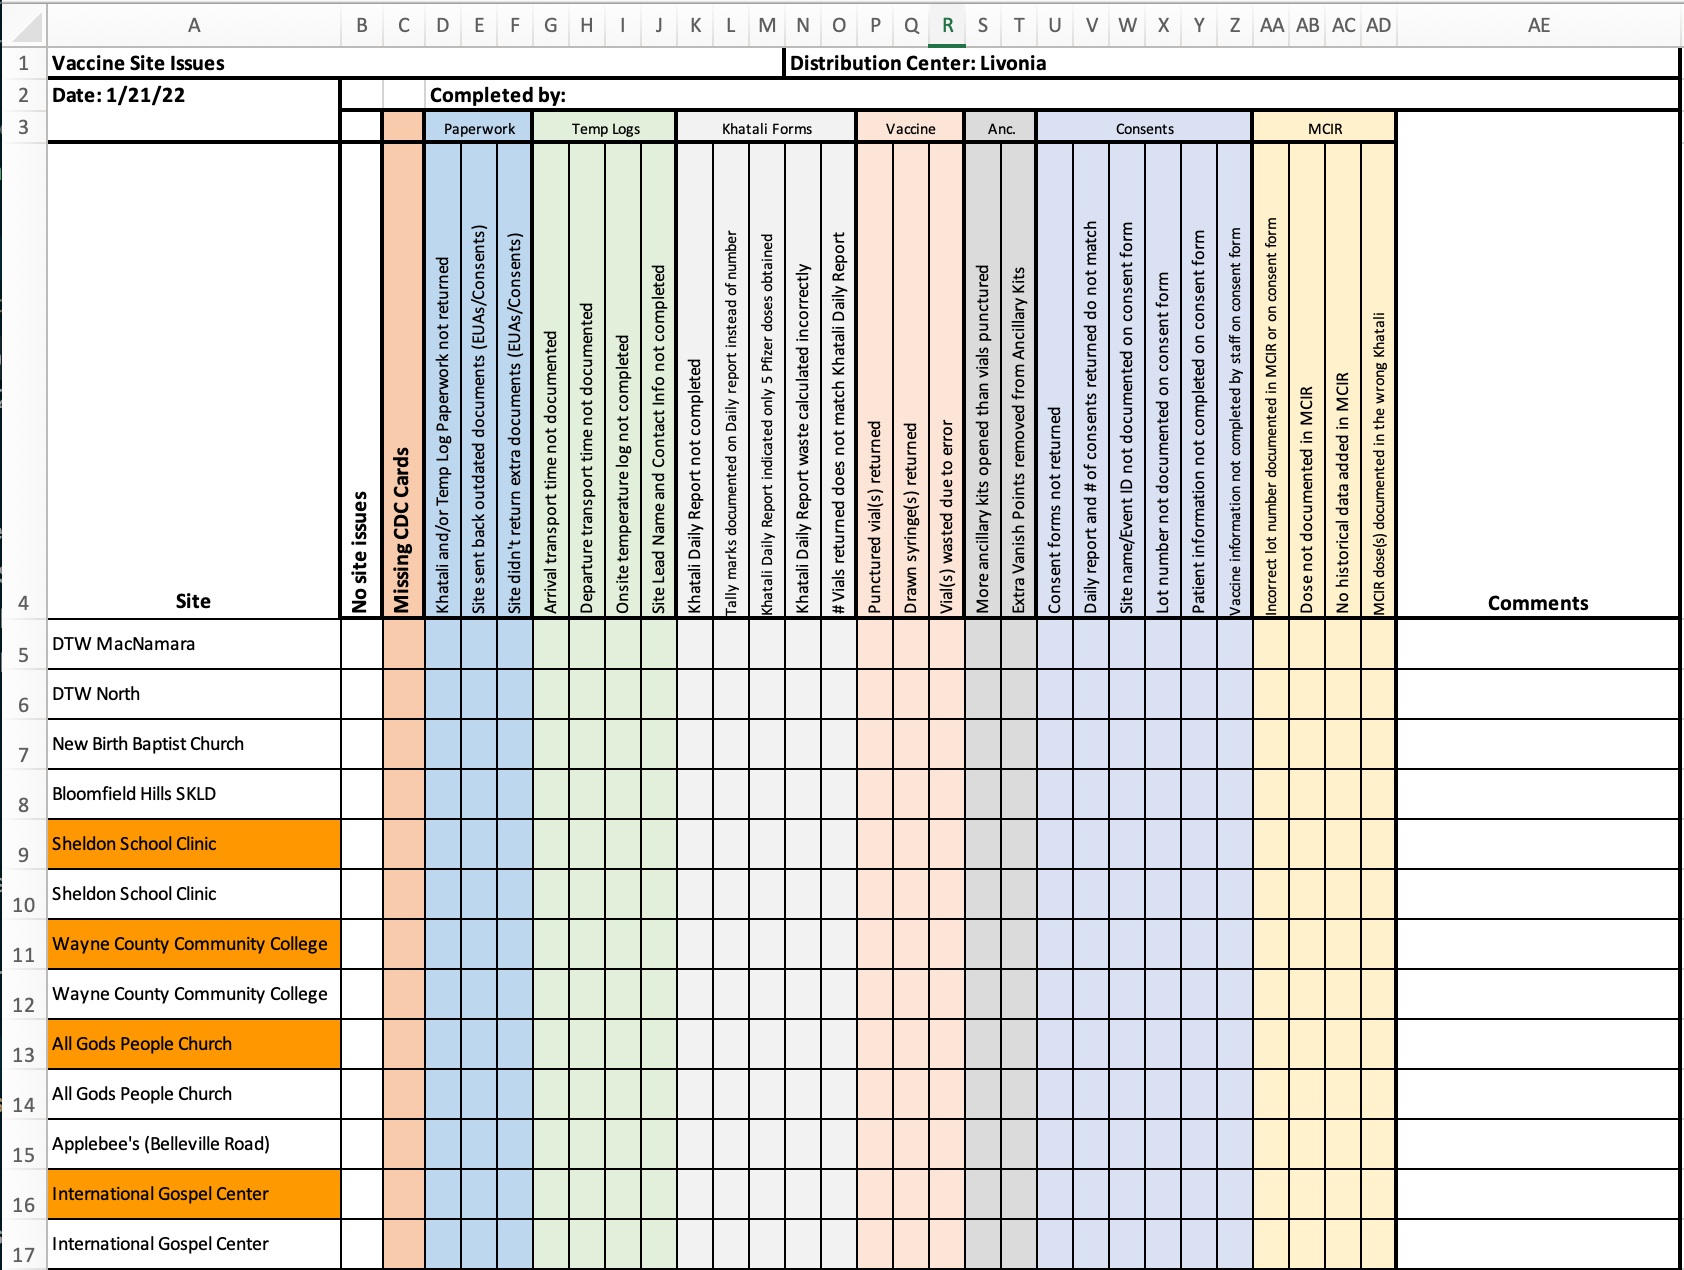 A B C D E F G H I J K L M N O P Q R S T U V W X Y Z AA AB AC AD AE
1 Vaccine Site Issues Distribution Center: Livonia
2 Date: 1/21/22 Completed by:
3 Paperwork Temp Logs Khatali Forms Vaccine Anc. Consents MCIR
4 Site
No site issues
Missing CDC Cards
Khatali and/or Temp Log Paperwork not returned
Site sent back outdated documents (EUAs/Consents)
Site didn't return extra documents (EUAs/Consents)
Arrival transport time not documented
Departure transport time not documented
Onsite temperature log not completed
Site Lead Name and Contact Info not completed
Khatali Daily Report not completed
Tally marks documented on Daily report instead of number
Khatali Daily Report indicated only 5 Pfizer doses obtained
Khatali Daily Report waste calculated incorrectly
# Vials returned does not match Khatali Daily Report
Punctured vial(s) returned
Drawn syringe(s) returned
Vial(s) wasted due to error
More ancillary kits opened than vials punctured
Extra Vanish Points removed from Ancillary Kits
Consent forms not returned
Daily report and # of consents returned do not match
Site name/Event ID not documented on consent form
Lot number not documented on consent form
Patient information not completed on consent form
Vaccine information not completed by staff on consent form
Incorrect lot number documented in MCIR or on consent form
Dose not documented in MCIR
No historical data added in MCIR
MCIR dose(s) documented in the wrong Khatali
Comments
5 DTW MacNamara
6 DTW North
7 New Birth Baptist Church
8 Bloomfield Hills SKLD
9 Sheldon School Clinic
10 Sheldon School Clinic
11 Wayne County Community College
12 Wayne County Community College
13 All Gods People Church
14 All Gods People Church
15 Applebee's (Belleville Road)
16 International Gospel Center
17 International Gospel Center